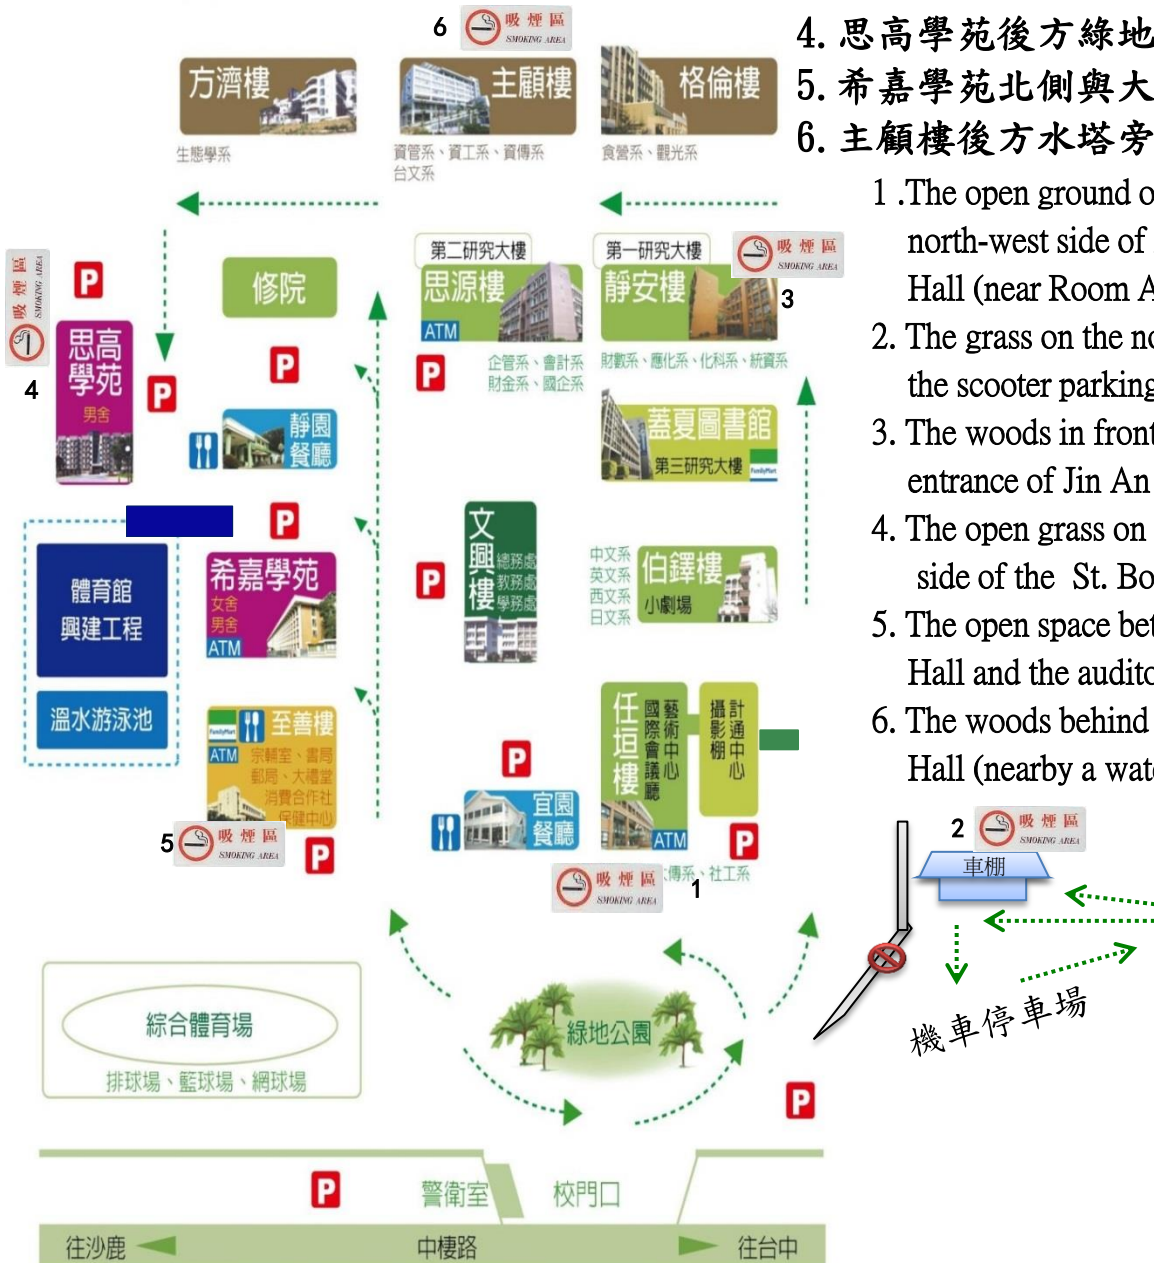 6 吸煙區
SMOKING AREA
4. 思高學苑後方綠地
5. 希嘉學苑北側與大
6. 主顧樓後方水塔旁
方濟樓
生態學系
主顧樓
資管系、資工系、資傳系
台文系
格倫樓
食營系、觀光系
1 .The open ground o
north-west side of
Hall (near Room A
2. The grass on the no
the scooter parking
3. The woods in front
entrance of Jin An
4. The open grass on
side of the St. Bo
5. The open space bet
Hall and the audito
6. The woods behind
Hall (nearby a wate
吸煙區
SMOKING AREA
4
P
思高
學苑
男舍
P
修院
P
靜園
餐廳
第二研究大樓
思源樓
ATM
企管系、會計系
財金系、國企系
P
第一研究大樓
靜安樓
財數系、應化系、化科系、統資系
吸煙區
SMOKING AREA
3
蓋夏圖書館
第三研究大樓
FamilyMart
體育館
興建工程
溫水游泳池
P
希嘉學苑
女舍
男舍
ATM
P
文興樓
總務處
教務處
學務處
中文系
英文系
西文系
日文系
伯鐸樓
小劇場
FamilyMart
至善樓
ATM
宗輔室、書局
郵局、大禮堂
消費合作社
保健中心
5 吸煙區
SMOKING AREA
P
P
宜園
餐廳
任垣樓
國際會議廳
藝術中心
ATM
攝影棚
計通中心
P
大傳系、社工系
吸煙區
SMOKING AREA
1
2 吸煙區
SMOKING AREA
車棚
機車停車場
綜合體育場
排球場、籃球場、網球場
綠地公園
P
P
警衛室
校門口
往沙鹿
中棲路
往台中